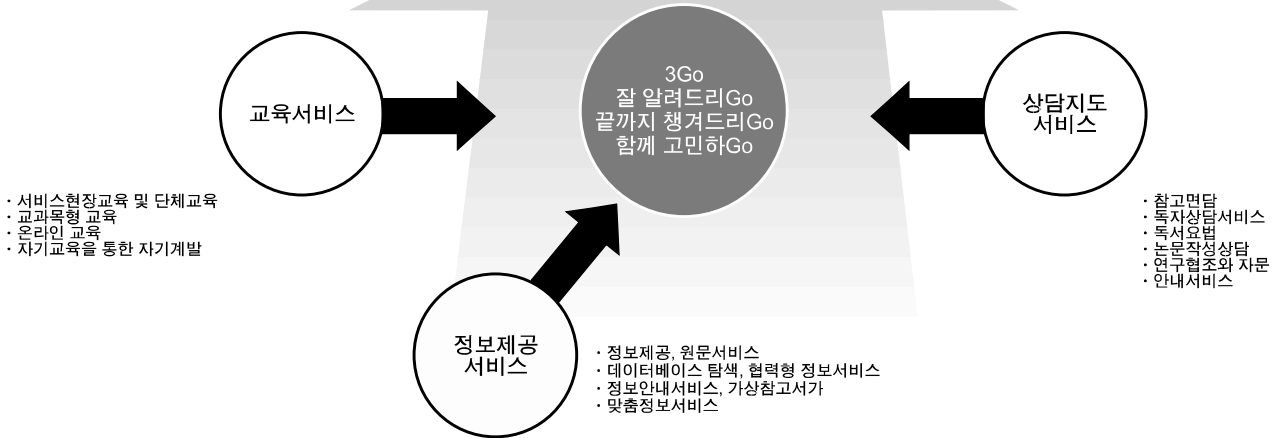 3Go
잘 알려드리Go
끝까지 챙겨드리Go
함께 고민하Go
교육서비스
· 서비스현장교육 및 단체교육
· 교과목형 교육
· 온라인 교육
· 자기교육을 통한 자기계발
상담지도
서비스
· 참고면담
· 독자상담서비스
· 독서요법
· 논문작성상담
· 연구협조와 자문
· 안내서비스
정보제공
서비스
· 정보제공, 원문서비스
· 데이터베이스 탐색, 협력형 정보서비스
· 정보안내서비스, 가상참고서가
· 맞춤정보서비스